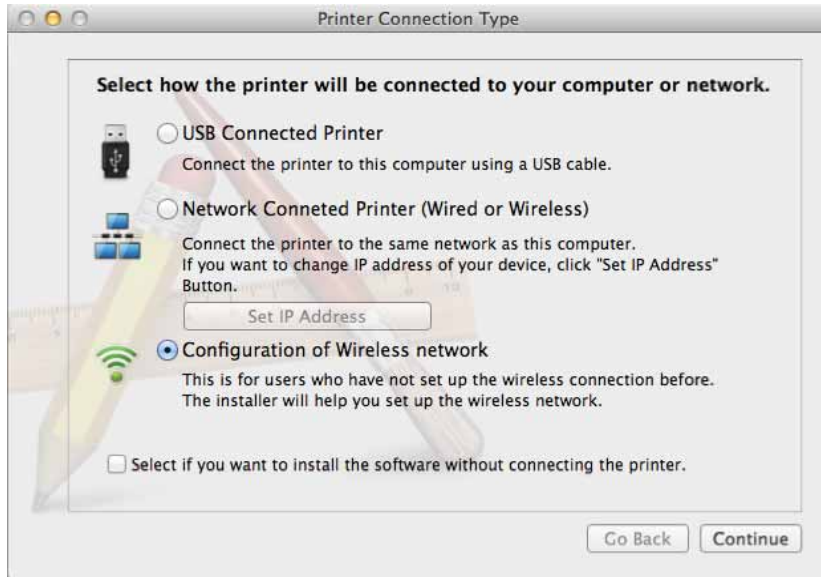 Printer Connection Type
Select how the printer will be connected to your computer or network.
USB Connected Printer
Connect the printer to this computer using a USB cable.
Network Conneted Printer (Wired or Wireless)
Connect the printer to the same network as this computer.
If you want to change IP address of your device, click "Set IP Address"
Button.
Set IP Address
Configuration of Wireless network
This is for users who have not set up the wireless connection before.
The installer will help you set up the wireless network.
Select if you want to install the software without connecting the printer.
Go Back Continue